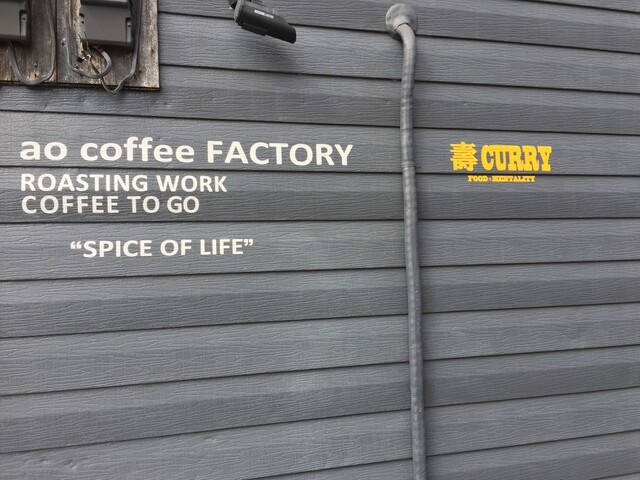 ao coffee FACTORY
ROASTING WORK
COFFEE TO GO
“SPICE OF LIFE”
壽CURRY
FOOD・MENTALITY